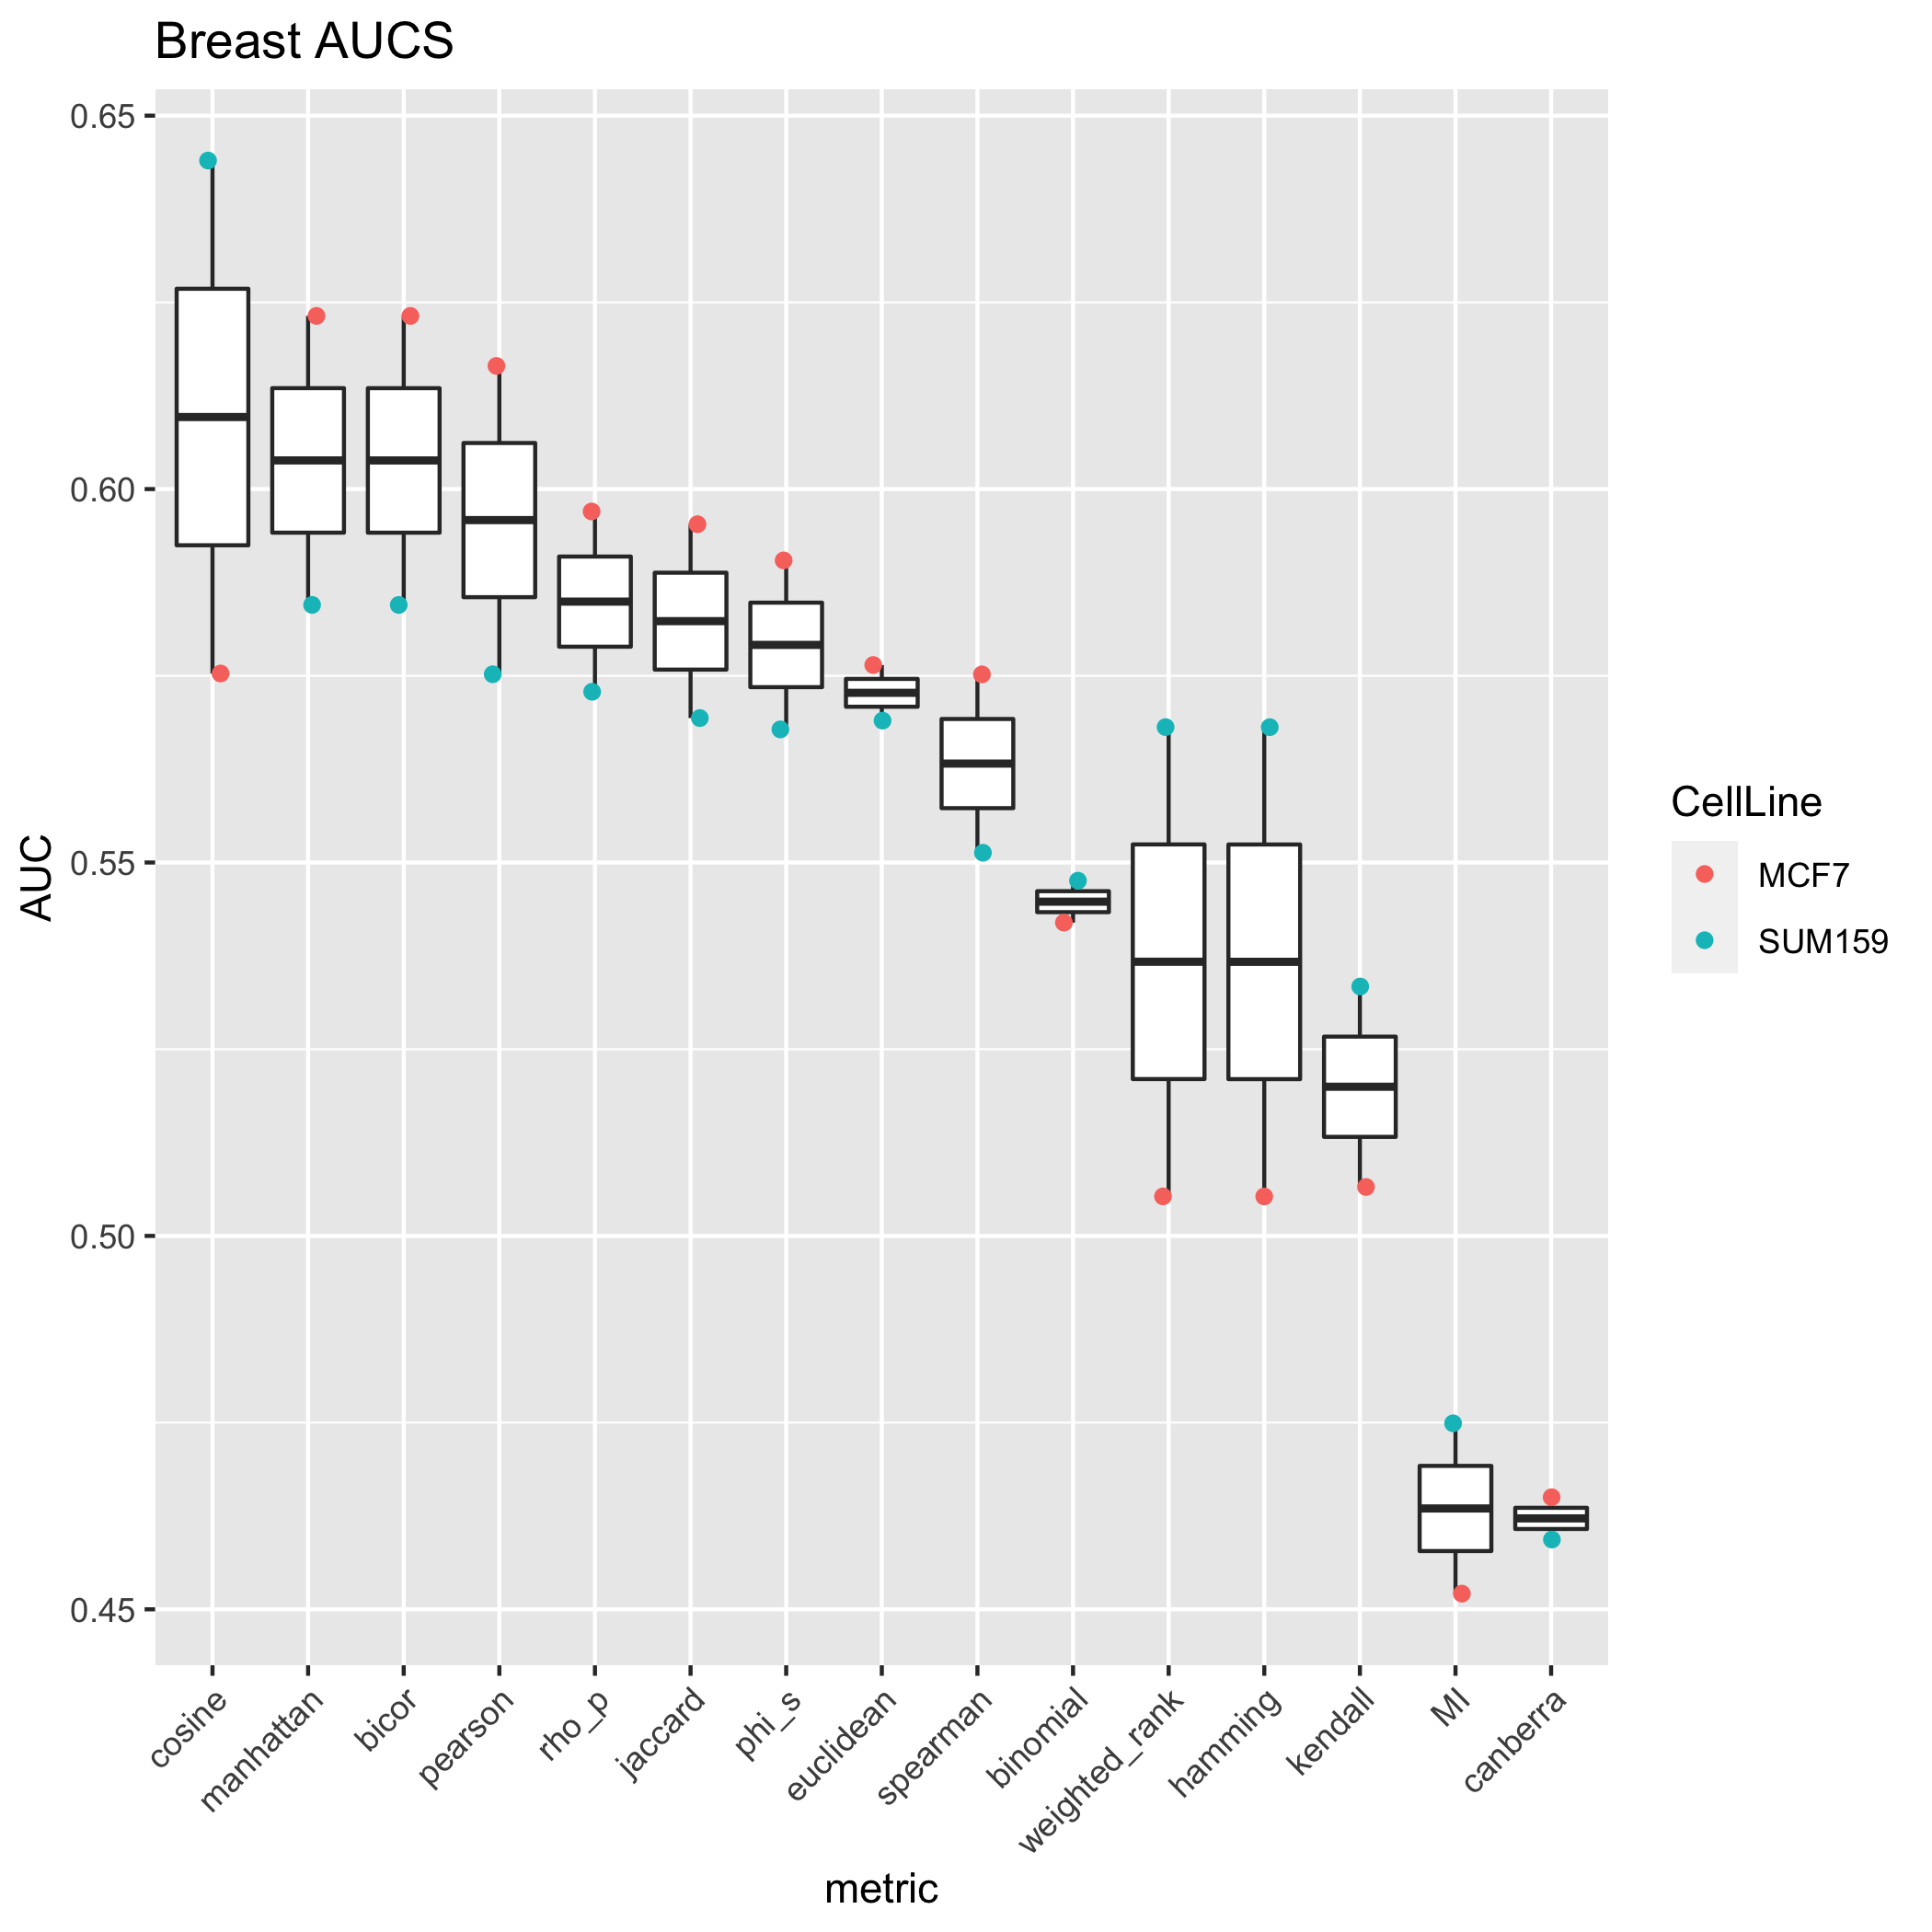 Breast AUCS
0.65
0.60
0.55
0.50
0.45
AUC
cosine
manhattan
bicor
pearson
rho_p
jaccard
phi_s
euclidean
spearman
binomial
weighted_rank
hamming
kendall
MI
canberra
metric
CellLine
MCF7
SUM159